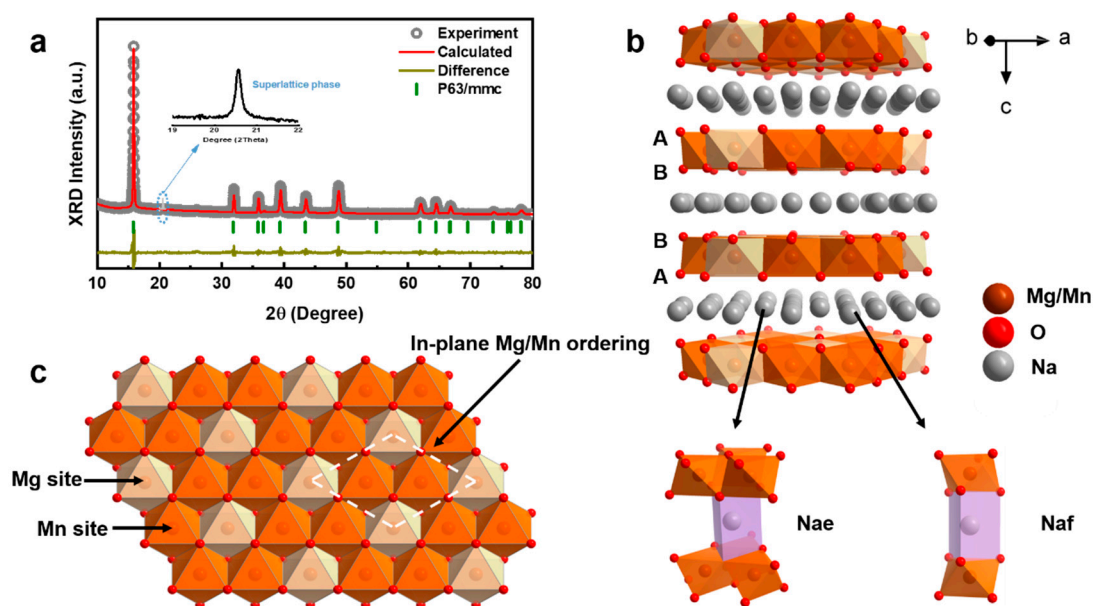 a
XRD Intensity (a.u.)
Experiment
Calculated
Difference
P63/mmc
Superlattice phase
19 20 21 22
Degree (2Theta)
10 20 30 40 50 60 70 80
2θ (Degree)
b
b a
c
A
B
B
A
Mg/Mn
O
Na
Nae
Naf
c
In-plane Mg/Mn ordering
Mg site
Mn site